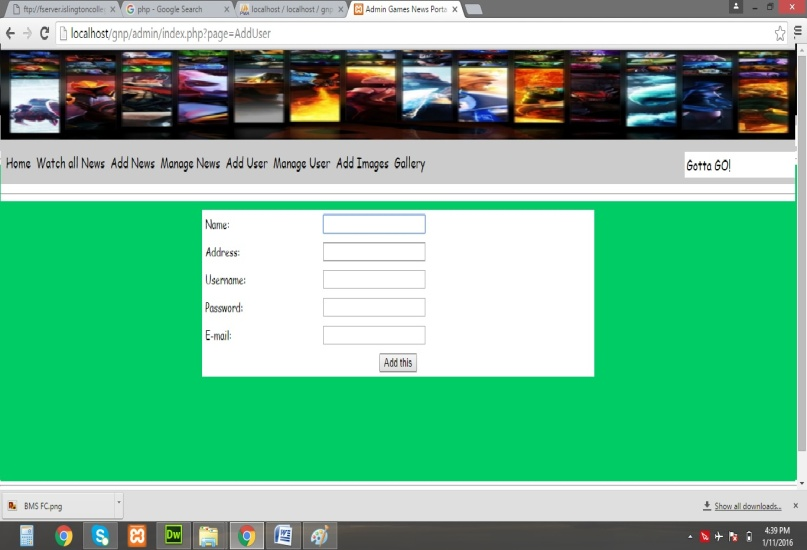 ftp://fserver.islingtoncolle
php - Google Search
localhost / localhost / gnp
Admin Games News Porta
localhost/gnp/admin/index.php?page=AddUser
Home Watch all News Add News Manage News Add User Manage User Add Images Gallery
Gotta GO!
Name:
Address:
Username:
Password:
E-mail:
Add this
BMS FC.png
Show all downloads...
Dw
4:39 PM
1/11/2016